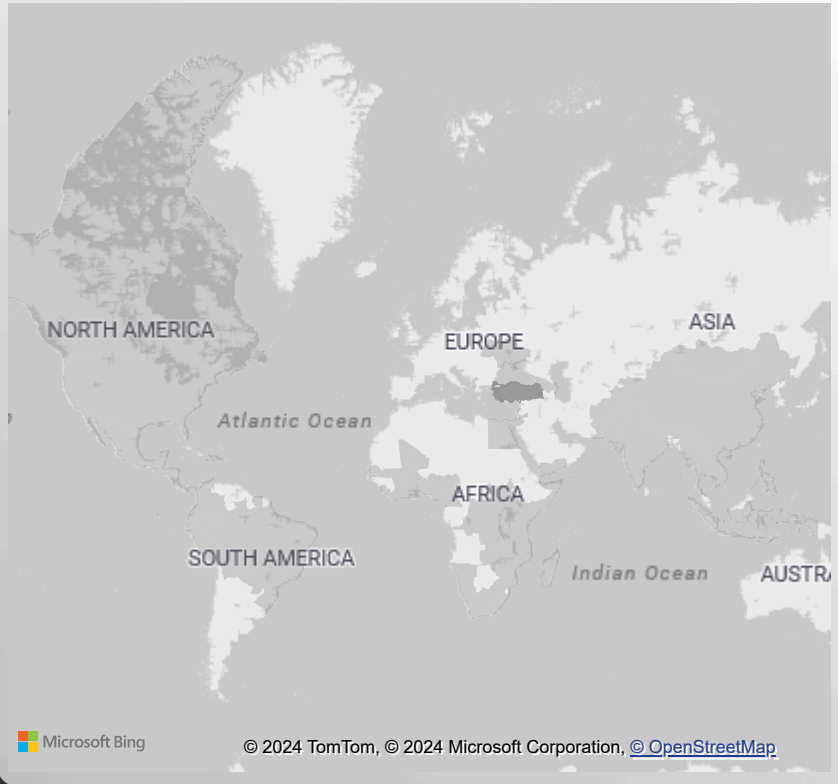 NORTH AMERICA
EUROPE
ASIA
Atlantic Ocean
AFRICA
SOUTH AMERICA
Indian Ocean
AUSTRA
Microsoft Bing
© 2024 TomTom, © 2024 Microsoft Corporation, © OpenStreetMap